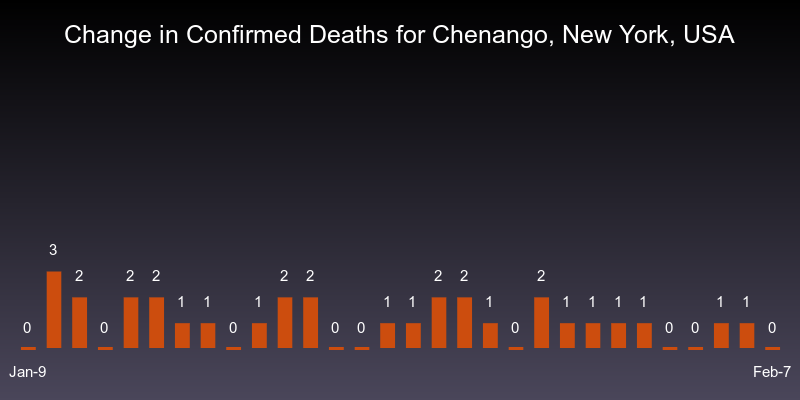 Change in Confirmed Deaths for Chenango, New York, USA
0 3 2 0 2 2 1 1 0 1 2 2 0 0 1 1 2 2 1 0 2 1 1 1 1 0 0 1 1 0
Jan-9 Feb-7